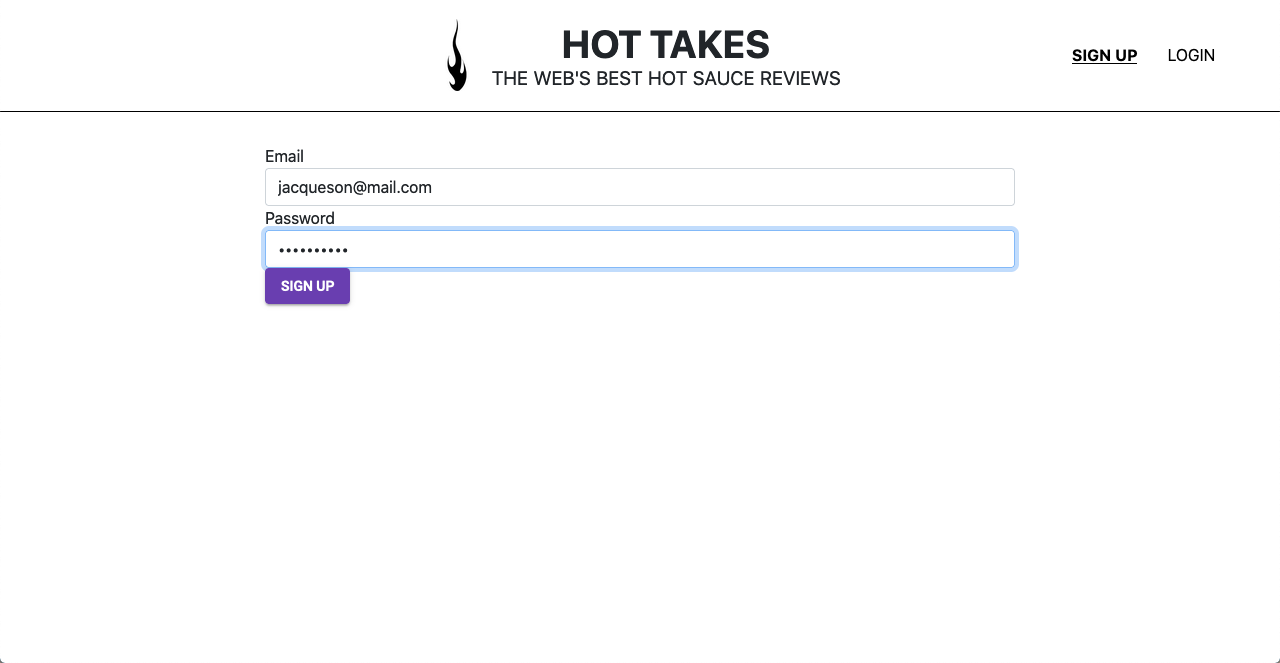 HOT TAKES
THE WEB'S BEST HOT SAUCE REVIEWS
SIGN UP
LOGIN
Email
jacqueson@mail.com
Password
••••••••••
SIGN UP